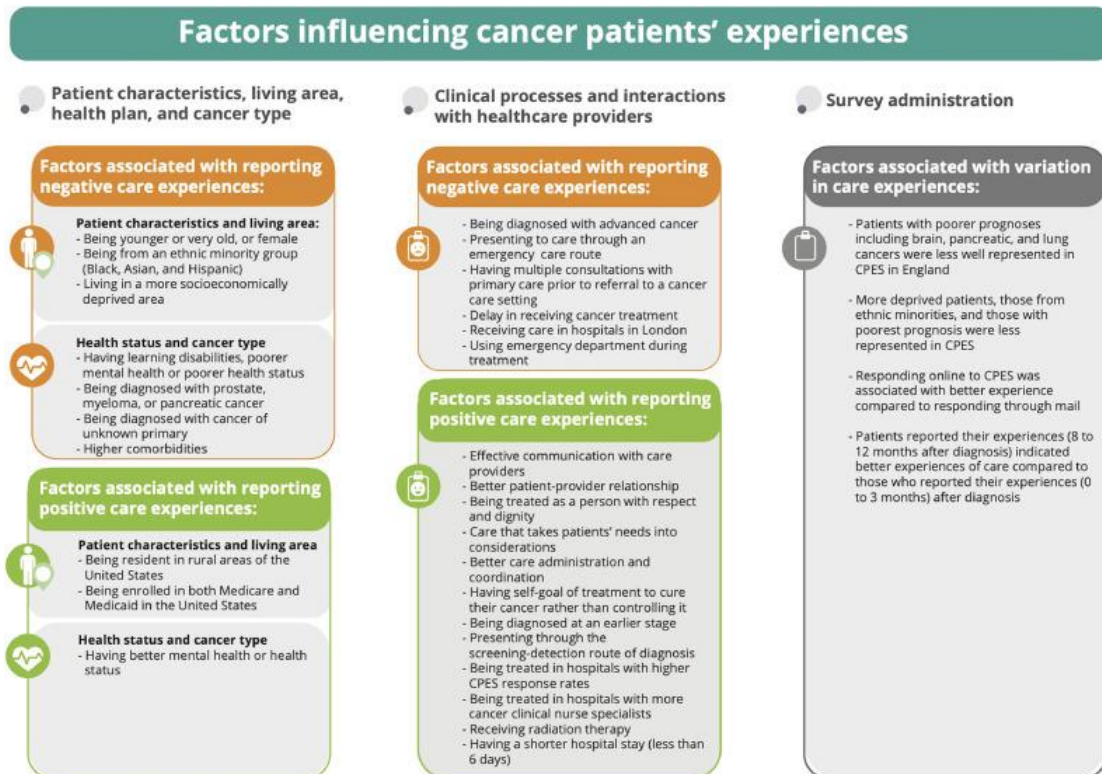 Factors influencing cancer patients' experiences
Patient characteristics, living area,
health plan, and cancer type
Factors associated with reporting
negative care experiences:
Patient characteristics and living area:
- Being younger or very old, or female
- Being from an ethnic minority group
(Black, Asian, and Hispanic)
- Living in a more socioeconomically
deprived area
Health status and cancer type
- Having learning disabilities, poorer
mental health or poorer health status
- Being diagnosed with prostate,
myeloma, or pancreatic cancer
- Being diagnosed with cancer of
unknown primary
- Higher comorbidities
Factors associated with reporting
positive care experiences:
Patient characteristics and living area
- Being resident in rural areas of the
United States
- Being enrolled in both Medicare and
Medicaid in the United States
Health status and cancer type
- Having better mental health or health
status
Clinical processes and interactions
with healthcare providers
Factors associated with reporting
negative care experiences:
- Being diagnosed with advanced cancer
- Presenting to care through an
emergency care route
- Having multiple consultations with
primary care prior to referral to a cancer
care setting
- Delay in receiving cancer treatment
- Receiving care in hospitals in London
- Using emergency department during
treatment
Factors associated with reporting
positive care experiences:
- Effective communication with care
providers
- Better patient-provider relationship
- Being treated as a person with respect
and dignity
- Care that takes patients' needs into
considerations
- Better care administration and
coordination
- Having self-goal of treatment to cure
their cancer rather than controlling it
- Being diagnosed at an earlier stage
- Presenting through the
screening-detection route of diagnosis
- Being treated in hospitals with higher
CPES response rates
- Being treated in hospitals with more
cancer clinical nurse specialists
- Receiving radiation therapy
- Having a shorter hospital stay (less than
6 days)
Survey administration
Factors associated with variation
in care experiences:
- Patients with poorer prognoses
including brain, pancreatic, and lung
cancers were less well represented in
CPES in England
- More deprived patients, those from
ethnic minorities, and those with
poorest prognosis were less
represented in CPES
- Responding online to CPES was
associated with better experience
compared to responding through mail
- Patients reported their experiences (8 to
12 months after diagnosis) indicated
better experiences of care compared to
those who reported their experiences (0
to 3 months) after diagnosis